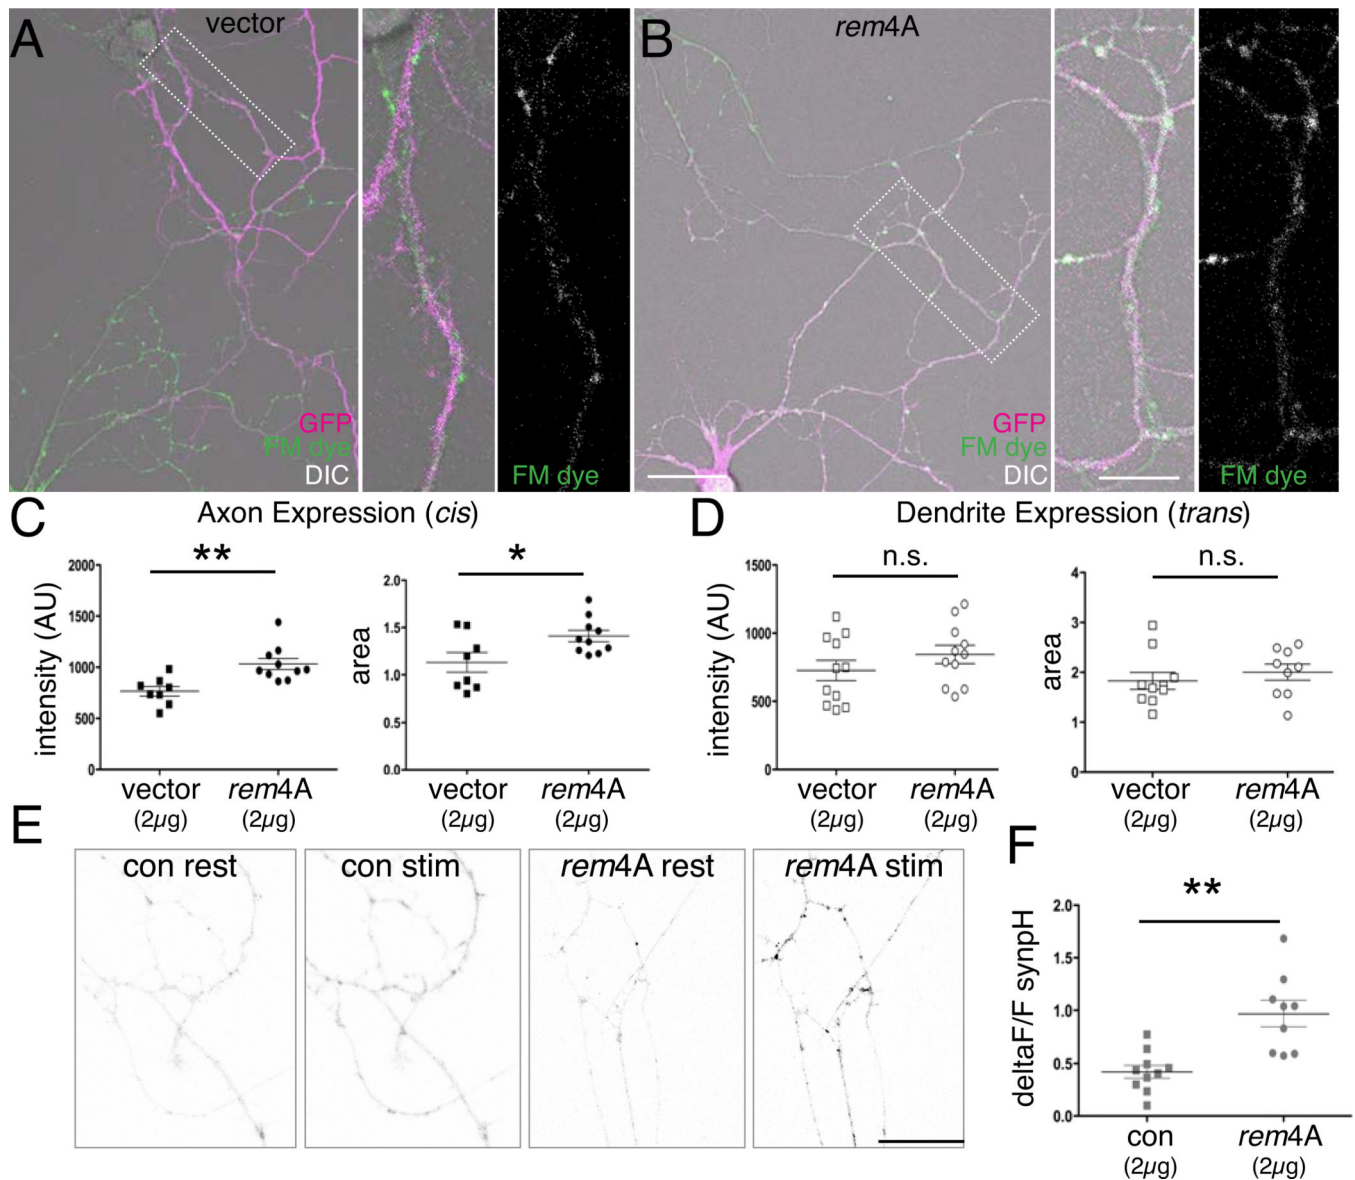 A
vector
GFP
FM dye
DIC
FM dye
B
rem4A
GFP
FM dye
DIC
FM dye
C
Axon Expression (cis)
**
intensity (AU)
2000
1500
1000
500
0
vector
(2μg)
rem4A
(2μg)
*
area
2.0
1.5
1.0
0.5
0.0
vector
(2μg)
rem4A
(2μg)
D
Dendrite Expression (trans)
n.s.
intensity (AU)
1500
1000
500
0
vector
(2μg)
rem4A
(2μg)
n.s.
area
4
3
2
1
0
vector
(2μg)
rem4A
(2μg)
E
con rest
con stim
rem4A rest
rem4A stim
F
**
deltaF/F synpH
2.0
1.5
1.0
0.5
0.0
con
(2μg)
rem4A
(2μg)